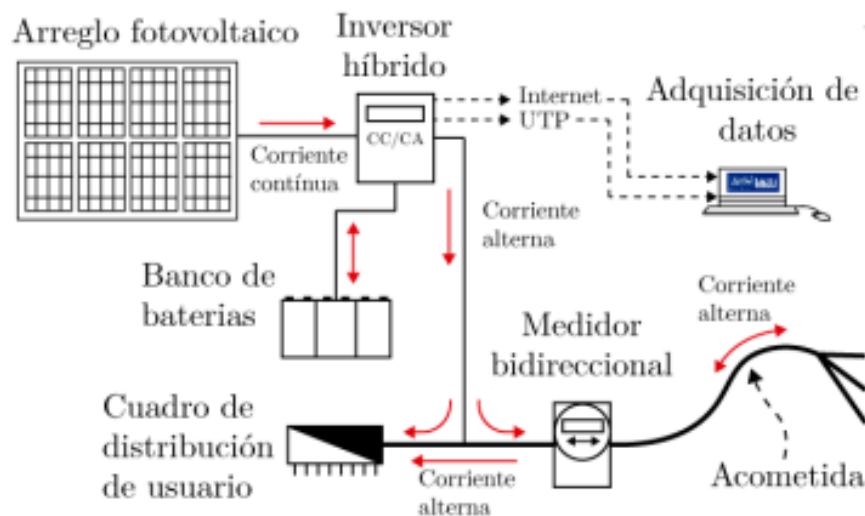 Arreglo fotovoltaico
Inversor
híbrido
CC/CA
Internet
UTP
Adquisición de
datos
Corriente
contínua
Corriente
alterna
Banco de
baterias
Corriente
alterna
Medidor
bidireccional
Cuadro de
distribución
de usuario
Corriente
alterna
Acometida